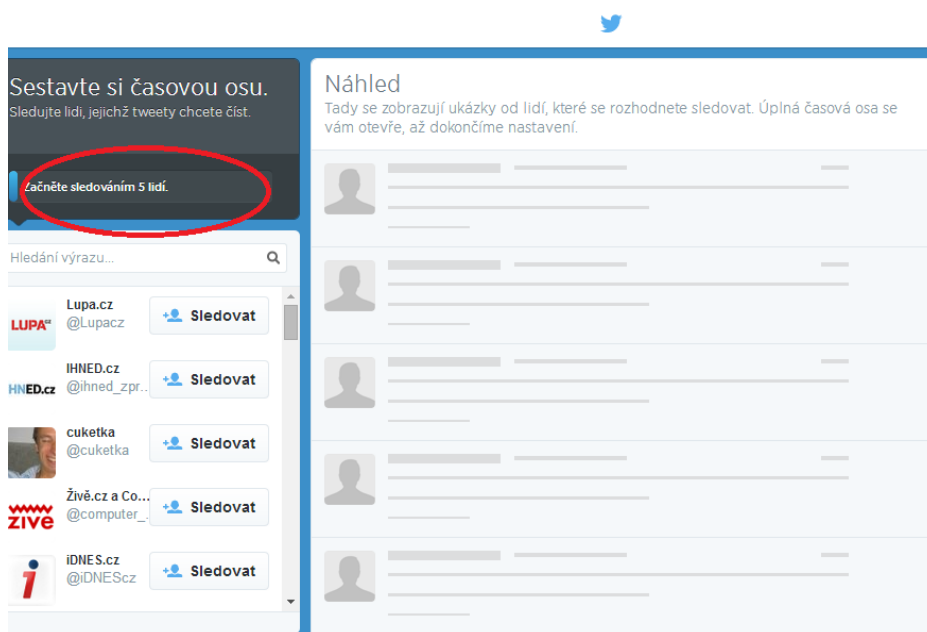 Sestavte si časovou osu.
Sledujte lidi, jejichž tweety chcete číst.
Začněte sledováním 5 lidí.
Hledání výrazu...
LUPA.cz
Lupa.cz
@Lupacz
Sledovat
HNED.cz
IHNED.cz
@ihned_zpr..
Sledovat
cuketka
@cuketka
Sledovat
živě
Živě.cz a Co...
@computer_.
Sledovat
i
iDNES.cz
@iDNEScz
Sledovat
Náhled
Tady se zobrazují ukázky od lidí, které se rozhodnete sledovat. Úplná časová osa se
vám otevře, až dokončíme nastavení.